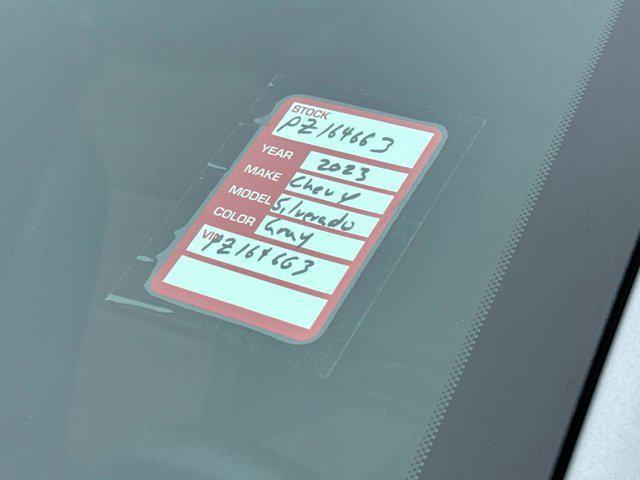 STOCK
PZ164663
YEAR 2023
MAKE Chevy
MODEL Silverado
COLOR Gray
VIN PZ164663